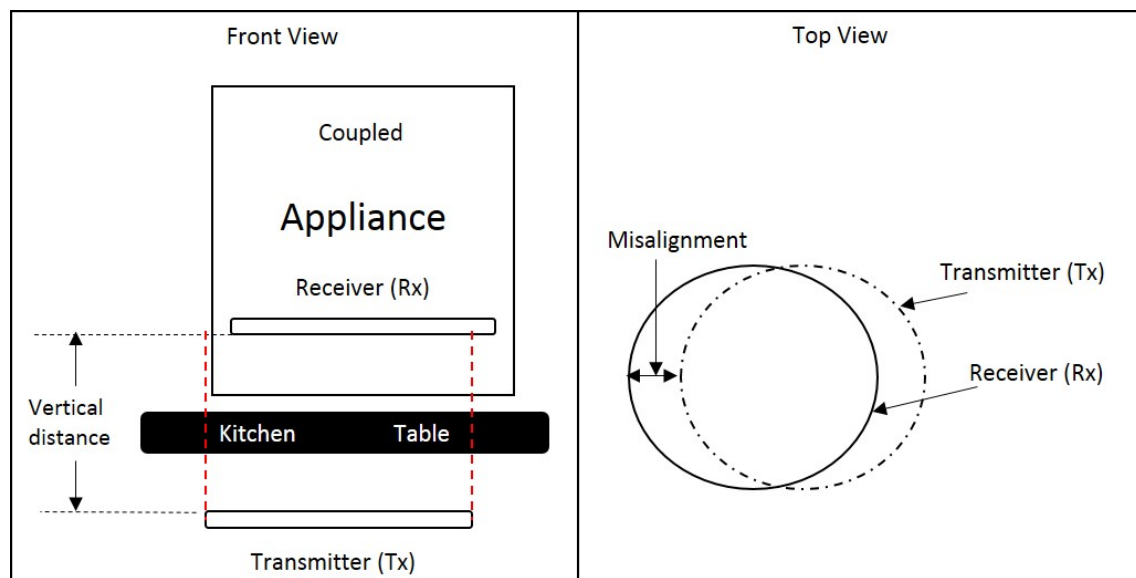 Front View
Coupled
Appliance
Receiver (Rx)
Vertical
distance
Kitchen Table
Transmitter (Tx)
Top View
Misalignment
Transmitter (Tx)
Receiver (Rx)